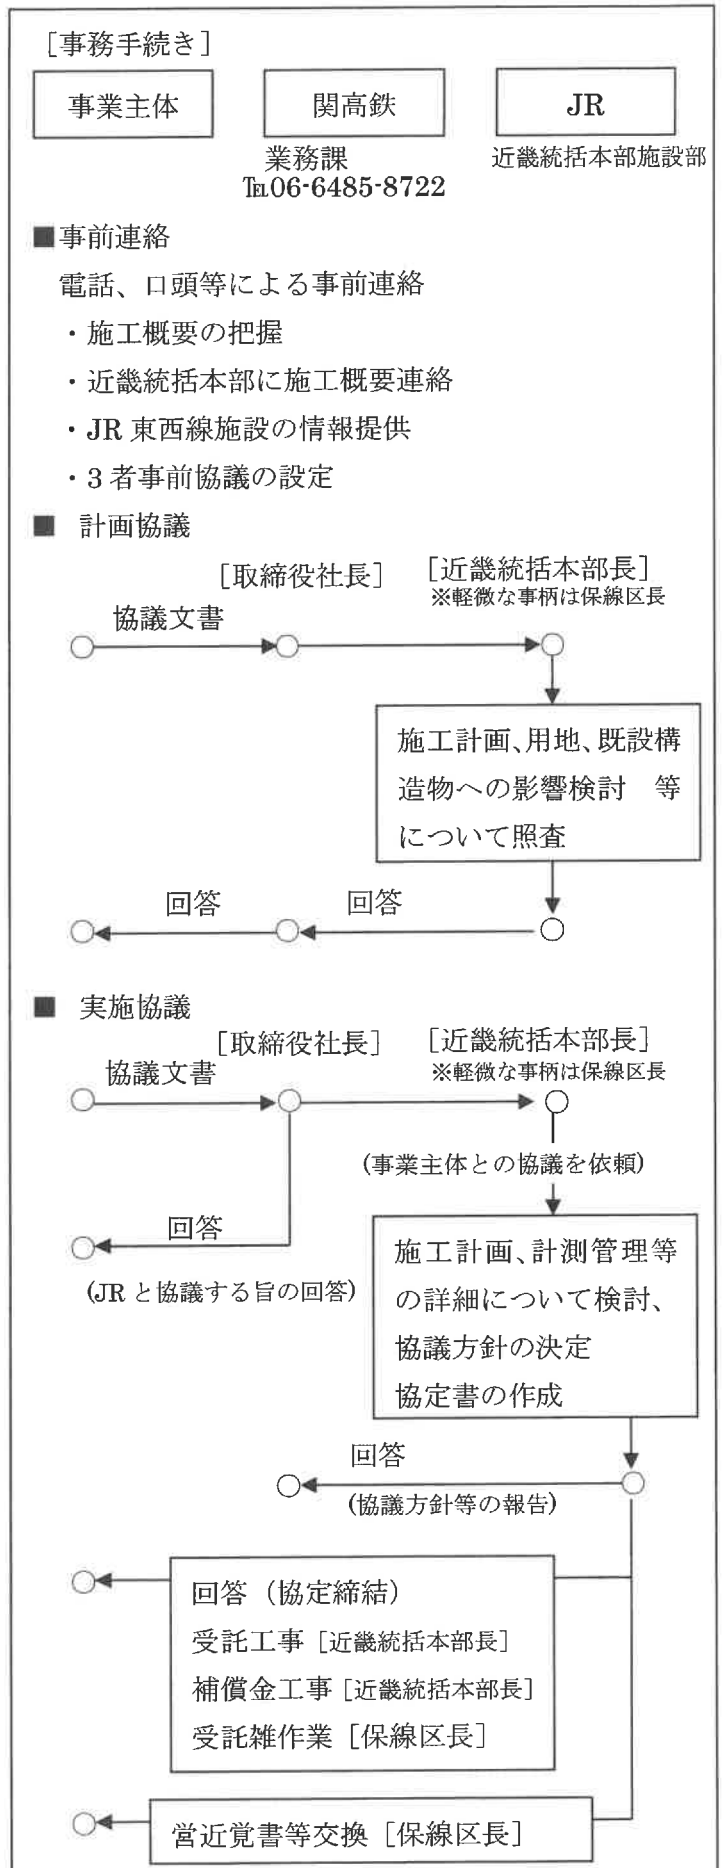 ［事務手続き］
事業主体
関高鉄
JR
業務課
℡06-6485-8722
近畿統括本部施設部
■事前連絡
電話、口頭等による事前連絡
・施工概要の把握
・近畿統括本部に施工概要連絡
・JR 東西線施設の情報提供
・3 者事前協議の設定
■ 計画協議
［取締役社長］
［近畿統括本部長］
※軽微な事柄は保線区長
協議文書
施工計画､用地､既設構
造物への影響検討　等
について照査
回答
回答
■ 実施協議
［取締役社長］
［近畿統括本部長］
※軽微な事柄は保線区長
協議文書
(事業主体との協議を依頼)
回答
(JR と協議する旨の回答)
施工計画､計測管理等
の詳細について検討、
協議方針の決定
協定書の作成
回答
(協議方針等の報告)
回答（協定締結）
受託工事［近畿統括本部長］
補償金工事［近畿統括本部長］
受託雑作業［保線区長］
営近覚書等交換［保線区長］